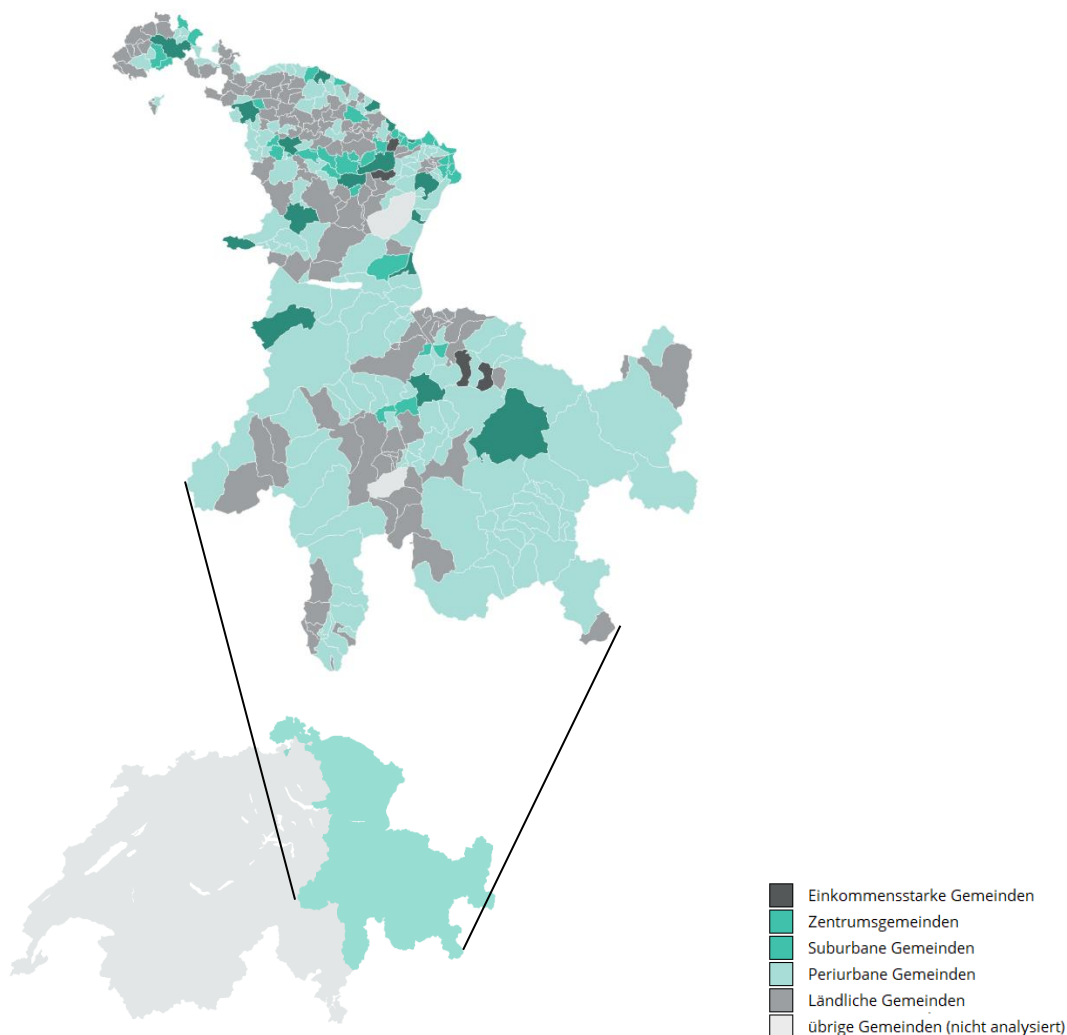 Einkommensstarke Gemeinden
Zentrumsgemeinden
Suburbane Gemeinden
Periurbane Gemeinden
Ländliche Gemeinden
übrige Gemeinden (nicht analysiert)